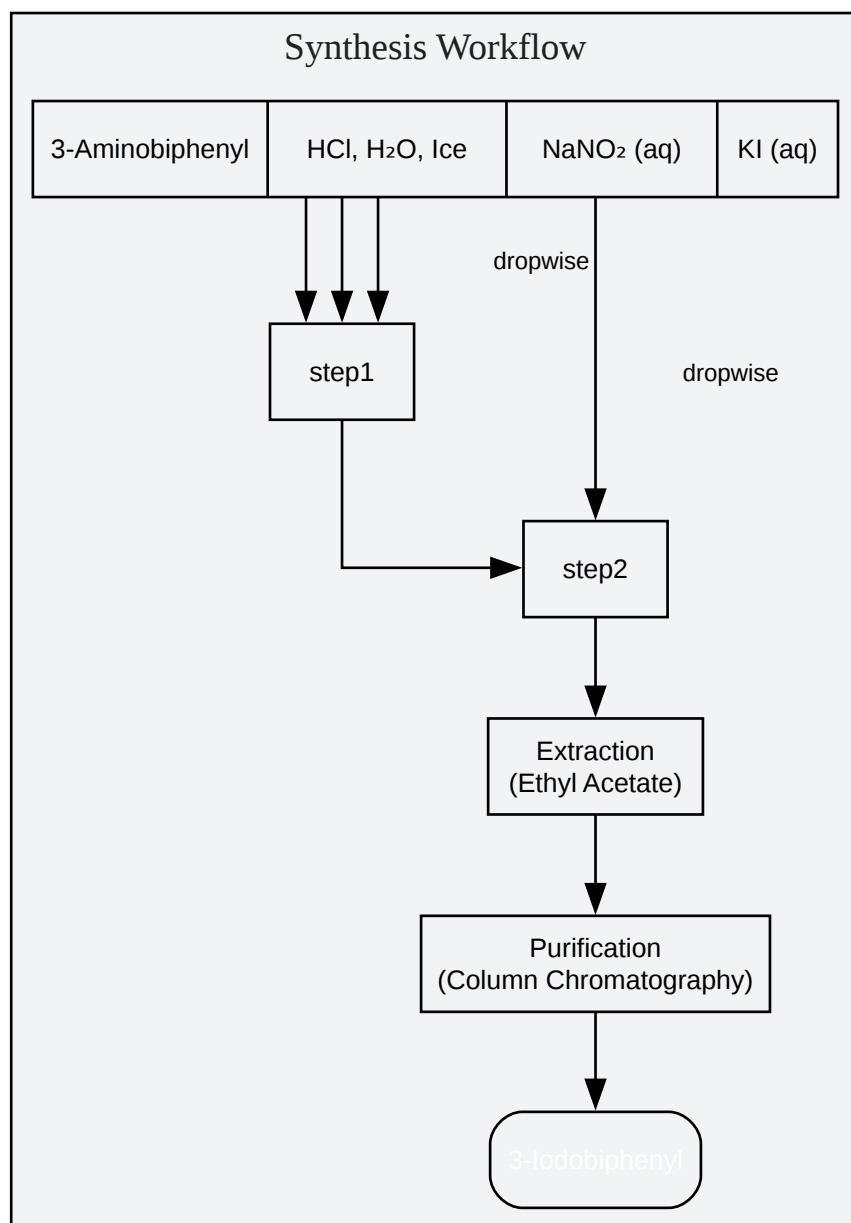 Synthesis Workflow
3-Aminobiphenyl
HCl, H₂O, Ice
NaNO₂ (aq)
KI (aq)
dropwise
step1
dropwise
step2
Extraction
(Ethyl Acetate)
Purification
(Column Chromatography)
3-Iodobiphenyl